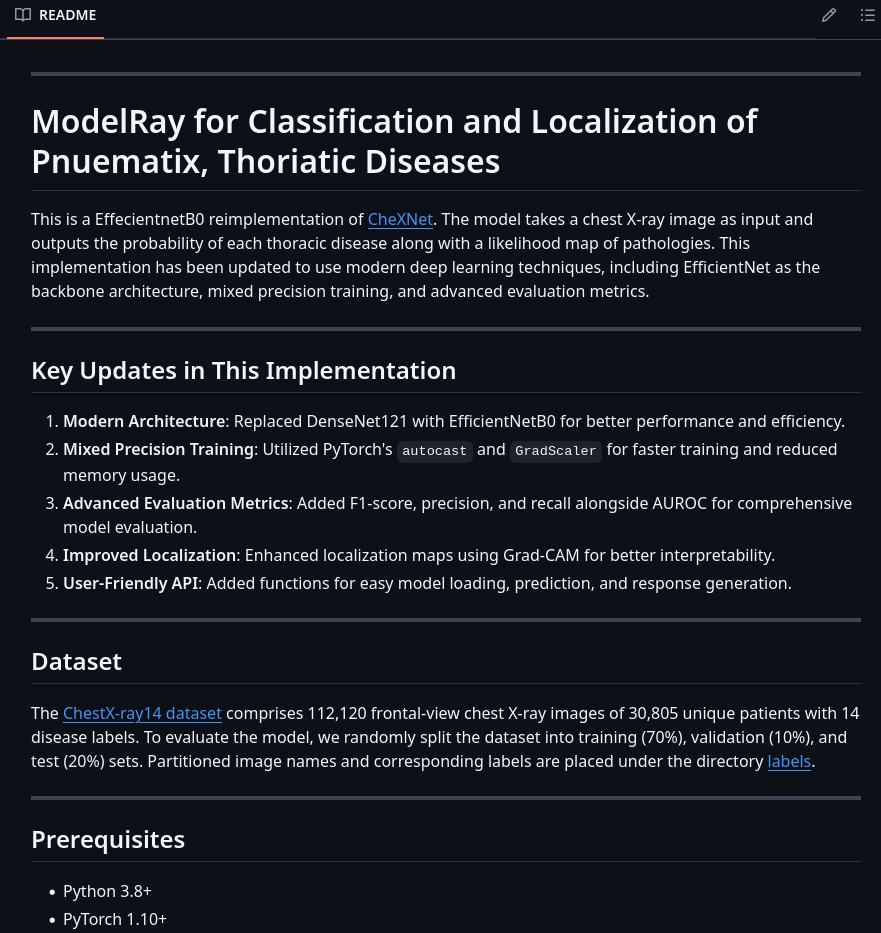 README
ModelRay for Classification and Localization of
Pnuematix, Thoriatic Diseases
This is a EffecientnetB0 reimplementation of CheXNet. The model takes a chest X-ray image as input and
outputs the probability of each thoracic disease along with a likelihood map of pathologies. This
implementation has been updated to use modern deep learning techniques, including EfficientNet as the
backbone architecture, mixed precision training, and advanced evaluation metrics.
Key Updates in This Implementation
1. Modern Architecture: Replaced DenseNet121 with EfficientNetB0 for better performance and efficiency.
2. Mixed Precision Training: Utilized PyTorch's autocast and GradScaler for faster training and reduced
memory usage.
3. Advanced Evaluation Metrics: Added F1-score, precision, and recall alongside AUROC for comprehensive
model evaluation.
4. Improved Localization: Enhanced localization maps using Grad-CAM for better interpretability.
5. User-Friendly API: Added functions for easy model loading, prediction, and response generation.
Dataset
The ChestX-ray14 dataset comprises 112,120 frontal-view chest X-ray images of 30,805 unique patients with 14
disease labels. To evaluate the model, we randomly split the dataset into training (70%), validation (10%), and
test (20%) sets. Partitioned image names and corresponding labels are placed under the directory labels.
Prerequisites
• Python 3.8+
• PyTorch 1.10+